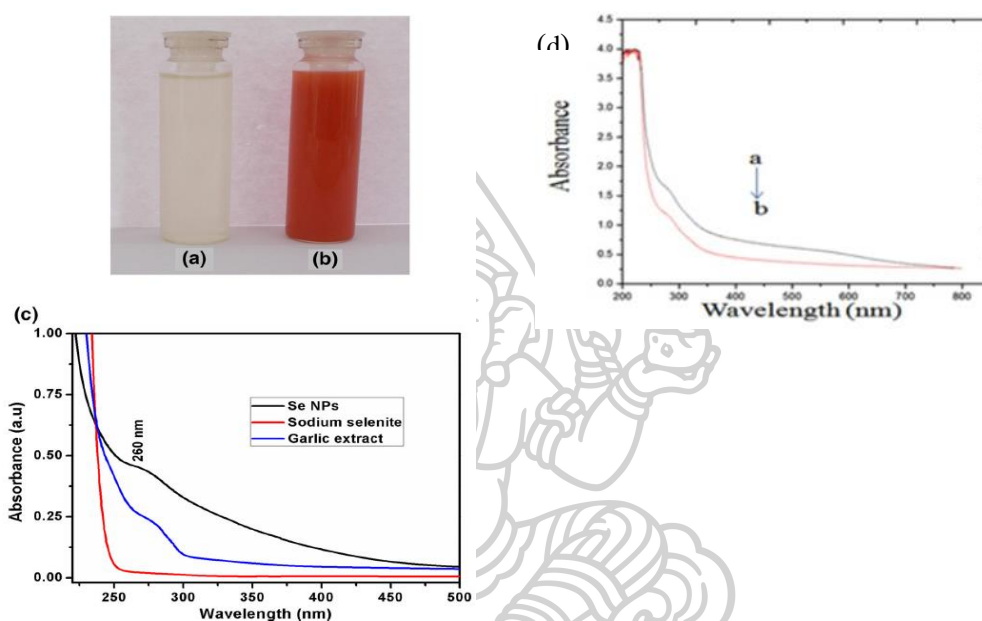 (a)
(b)
(d)
Absorbance
4.0
3.5
3.0
2.5
2.0
1.5
1.0
0.5
0.0
a
b
200 300 400 500 600 700 800
Wavelength (nm)
(c)
Absorbance (a.u)
1.00
0.75
0.50
0.25
0.00
260 nm
Se NPs
Sodium selenite
Garlic extract
250 300 350 400 450 500
Wavelength (nm)